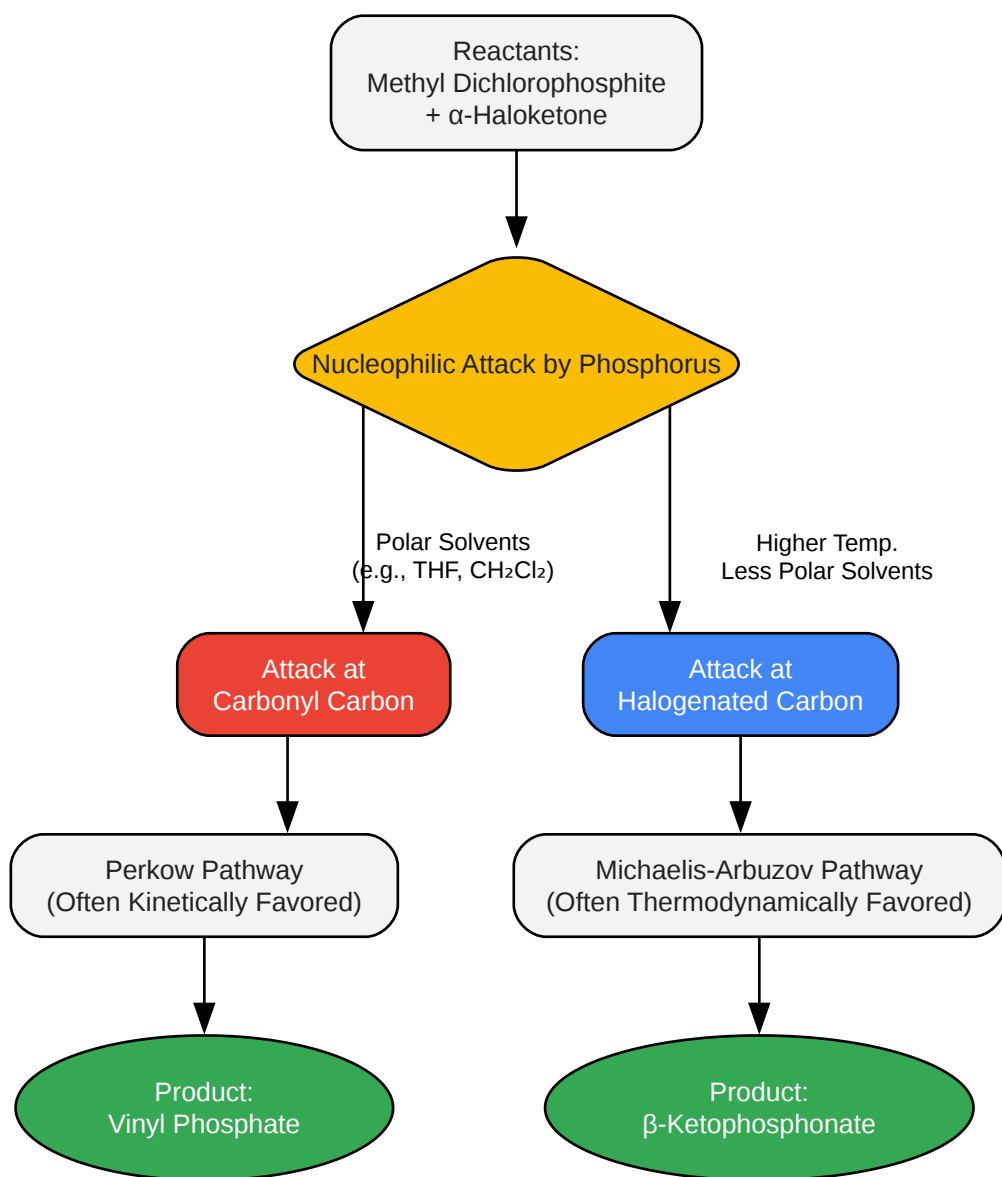 Reactants:
Methyl Dichlorophosphite
+ α-Haloketone
Nucleophilic Attack by Phosphorus
Polar Solvents
(e.g., THF, CH₂Cl₂)
Higher Temp.
Less Polar Solvents
Attack at
Carbonyl Carbon
Attack at
Halogenated Carbon
Perkow Pathway
(Often Kinetically Favored)
Michaelis-Arbuzov Pathway
(Often Thermodynamically Favored)
Product:
Vinyl Phosphate
Product:
β-Ketophosphonate